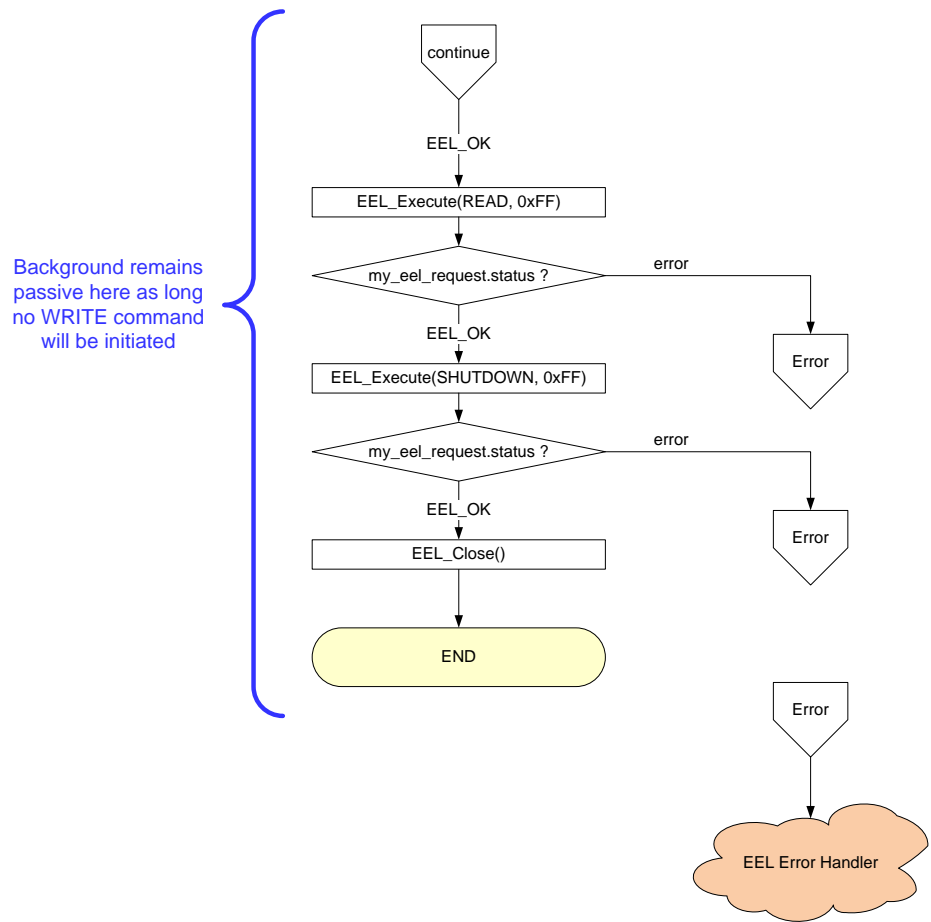 continue
EEL_OK
EEL_Execute(READ, 0xFF)
my_eel_request.status ?
error
Background remains
passive here as long
no WRITE command
will be initiated
EEL_OK
Error
EEL_Execute(SHUTDOWN, 0xFF)
my_eel_request.status ?
error
EEL_OK
Error
EEL_Close()
END
Error
EEL Error Handler